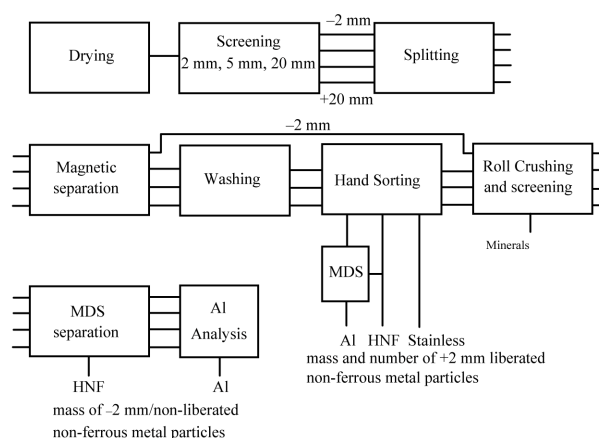 –2 mm
Drying
Screening
2 mm, 5 mm, 20 mm
Splitting
+20 mm
–2 mm
Magnetic
separation
Washing
Hand Sorting
Roll Crushing
and screening
Minerals
MDS
Al HNF Stainless
mass and number of +2 mm liberated
non-ferrous metal particles
MDS
separation
Al
Analysis
HNF
Al
mass of –2 mm/non-liberated
non-ferrous metal particles